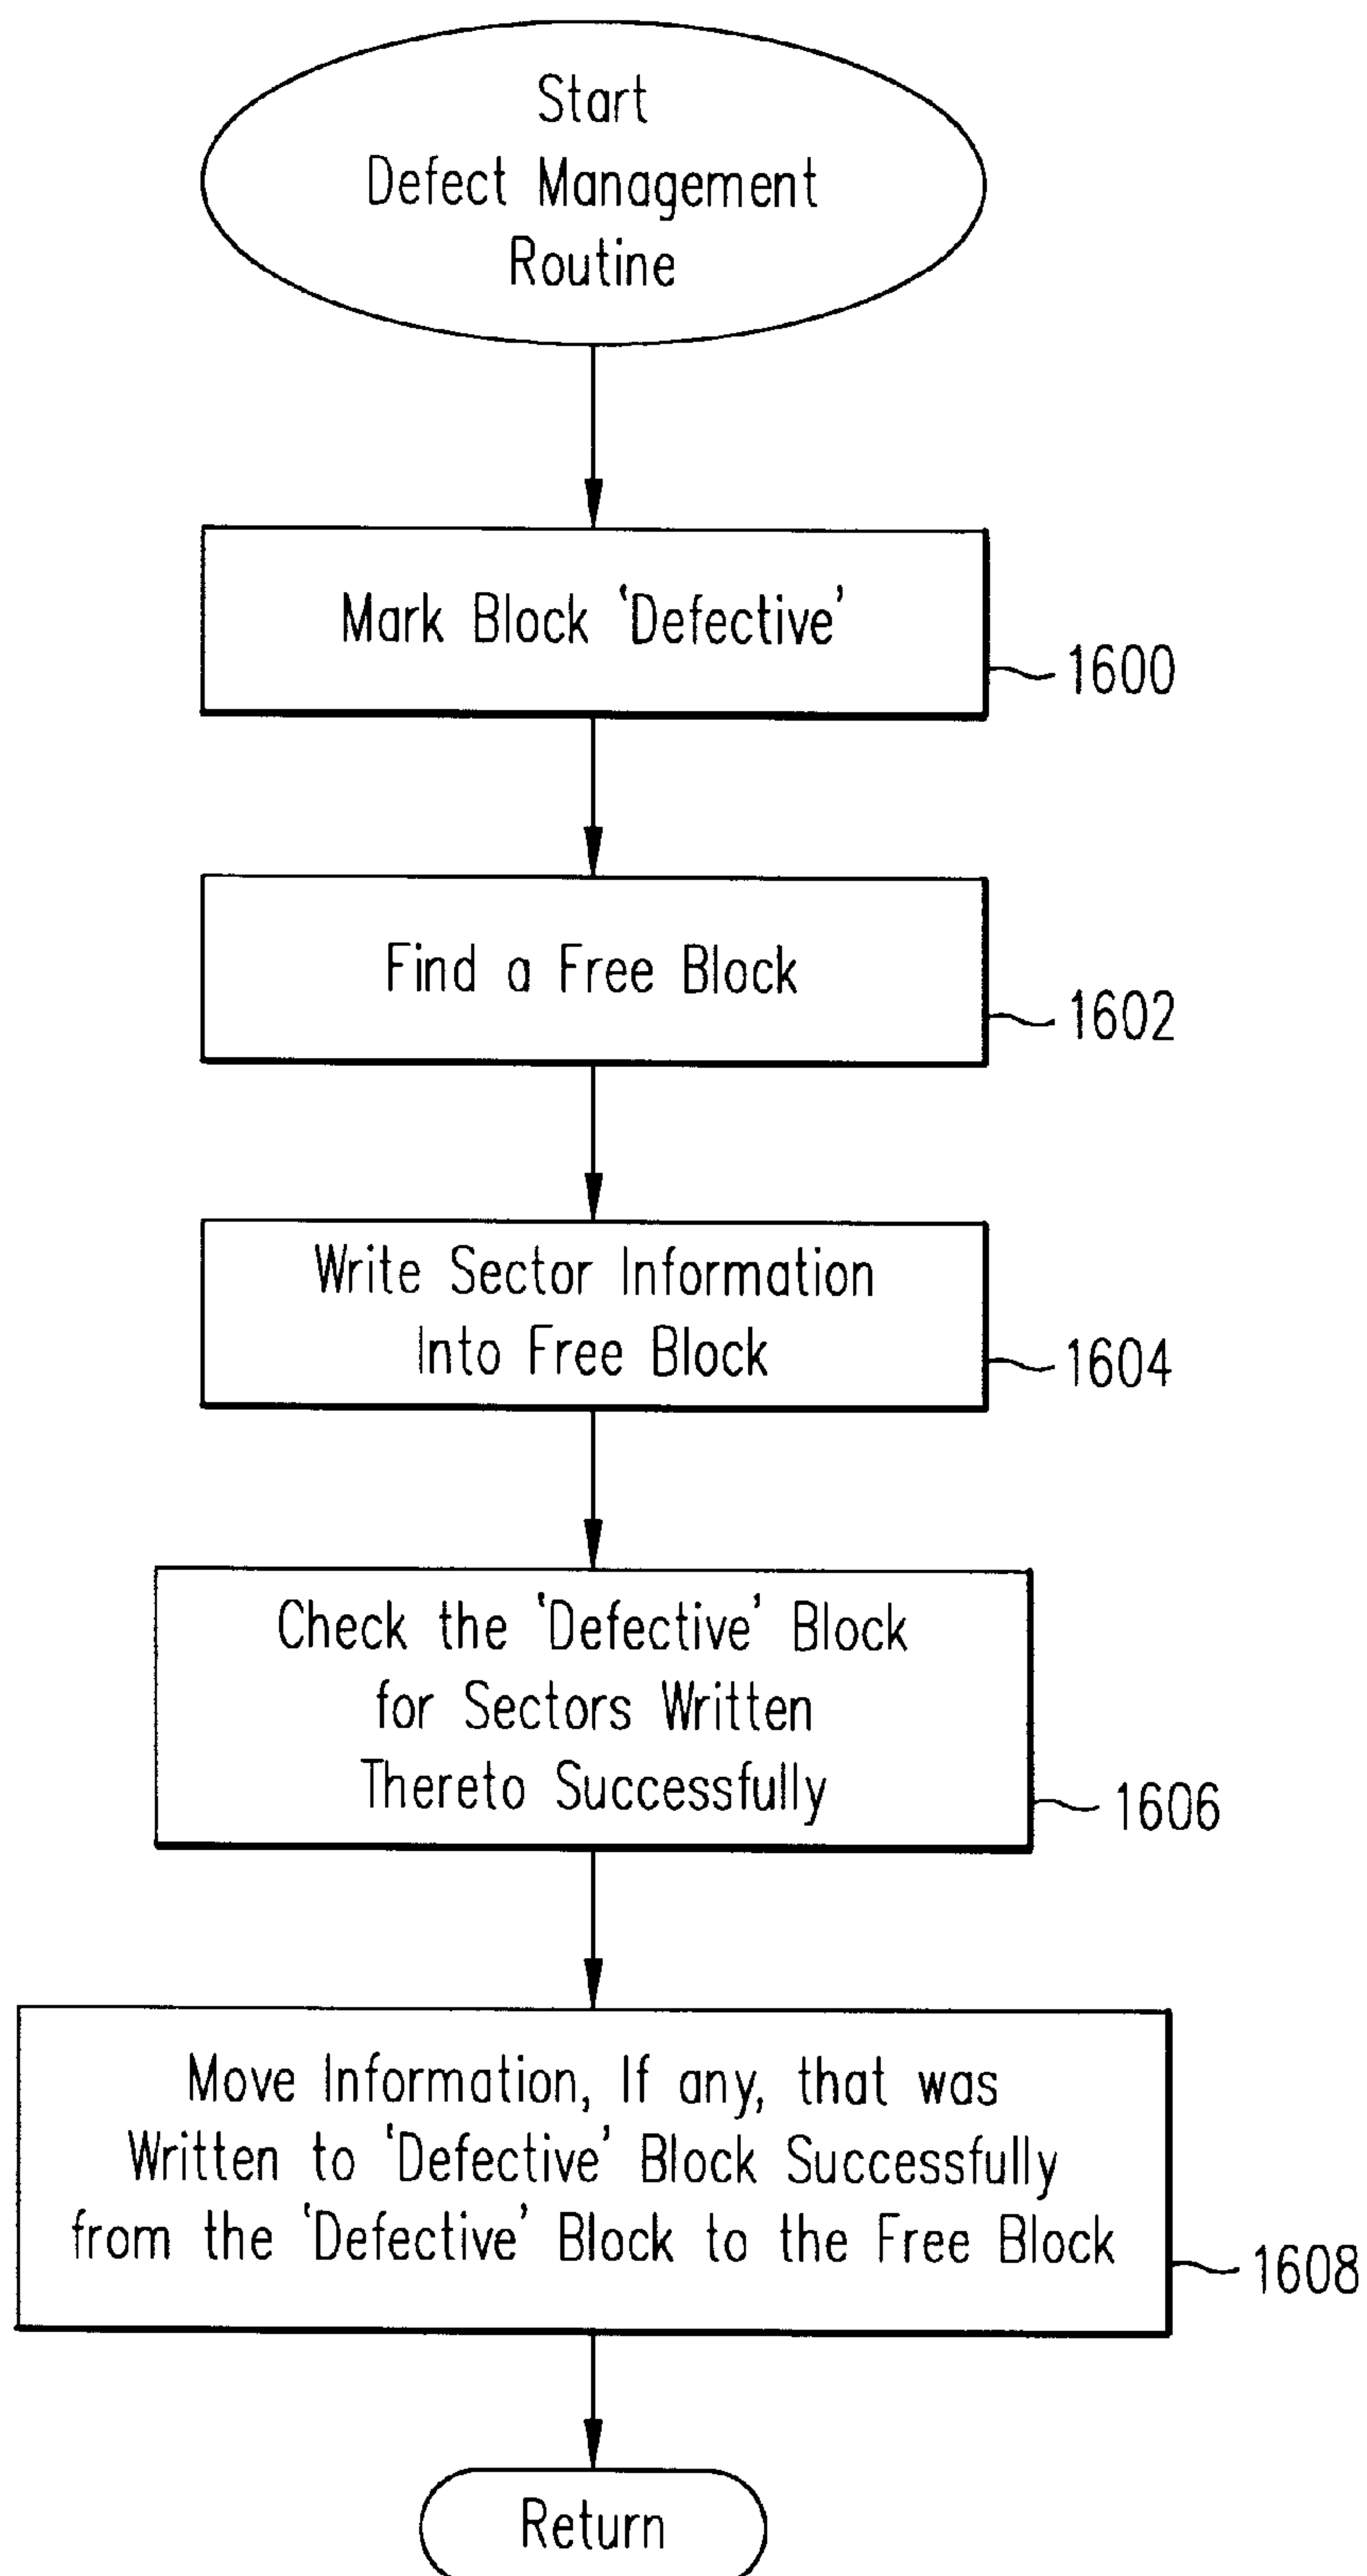 Start
Defect Management
Routine
Mark Block ‘Defective’
1600
Find a Free Block
1602
Write Sector Information
Into Free Block
1604
Check the ‘Defective’ Block
for Sectors Written
Thereto Successfully
1606
Move Information, If any, that was
Written to ‘Defective’ Block Successfully
from the ‘Defective’ Block to the Free Block
1608
Return